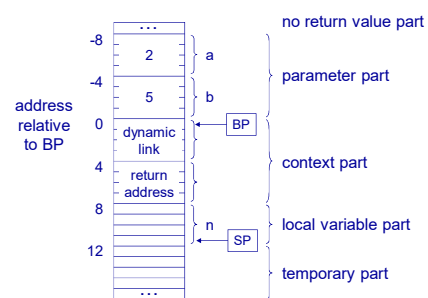 ...
no return value part
-8
2
a
parameter part
-4
5
b
address
relative
to BP
0
BP
dynamic
link
context part
4
return
address
8
n
local variable part
SP
12
temporary part
...